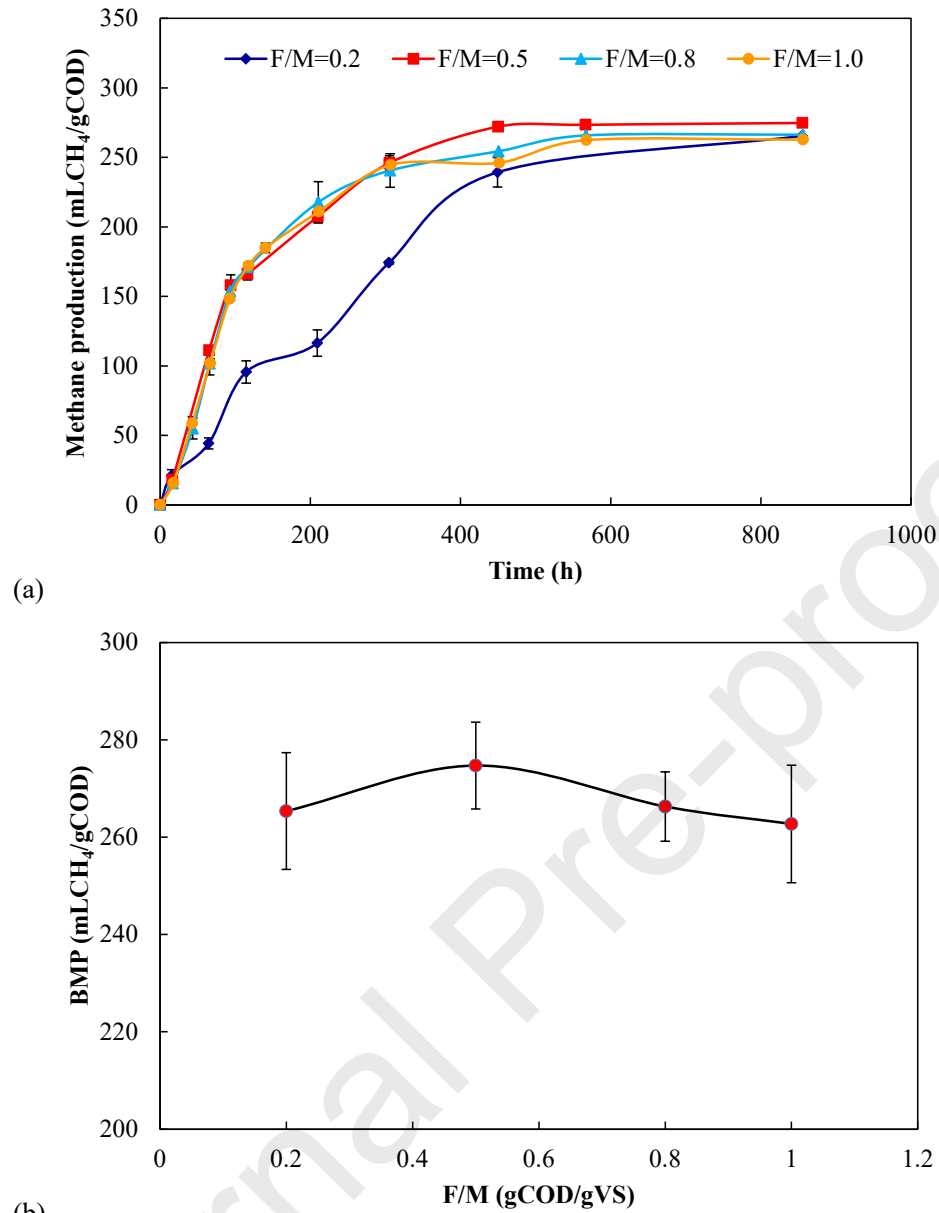 350
300
250
200
150
100
50
0
F/M=0.2 F/M=0.5 F/M=0.8 F/M=1.0
Methane production (mLCH₄/gCOD)
0 200 400 600 800 1000
Time (h)
(a)
300
280
260
240
220
200
BMP (mLCH₄/gCOD)
0 0.2 0.4 0.6 0.8 1 1.2
F/M (gCOD/gVS)
(b)
rnal Pre-proo